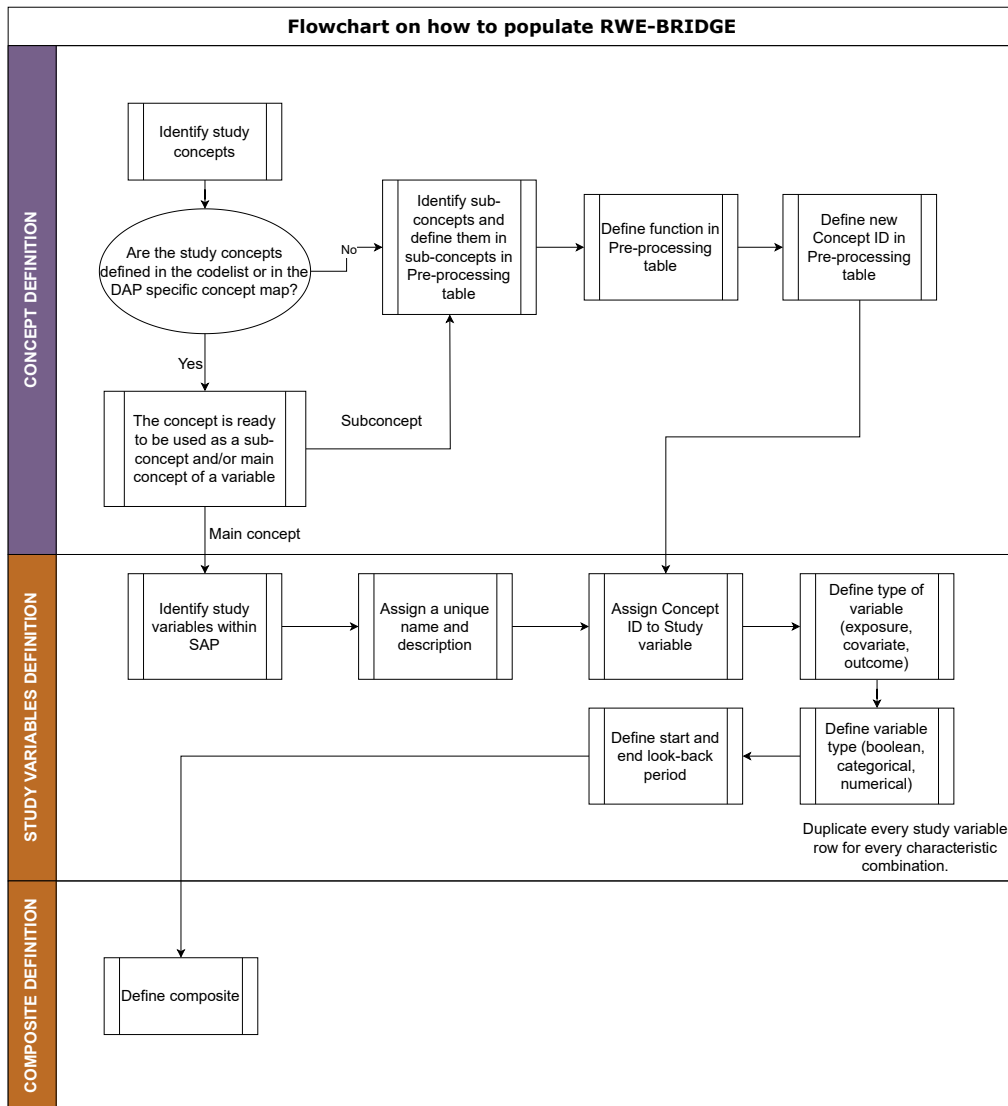 Flowchart on how to populate RWE-BRIDGE
CONCEPT DEFINITION
Identify study
concepts
Are the study concepts
defined in the codelist or in the
DAP specific concept map?
No
Identify sub-
concepts and
define them in
sub-concepts in
Pre-processing
table
Define function in
Pre-processing
table
Define new
Concept ID in
Pre-processing
table
Yes
The concept is ready
to be used as a sub-
concept and/or main
concept of a variable
Subconcept
Main concept
STUDY VARIABLES DEFINITION
Identify study
variables within
SAP
Assign a unique
name and
description
Assign Concept
ID to Study
variable
Define type of
variable
(exposure,
covariate,
outcome)
Define variable
type (boolean,
categorical,
numerical)
Define start and
end look-back
period
Duplicate every study variable
row for every characteristic
combination.
COMPOSITE DEFINITION
Define composite